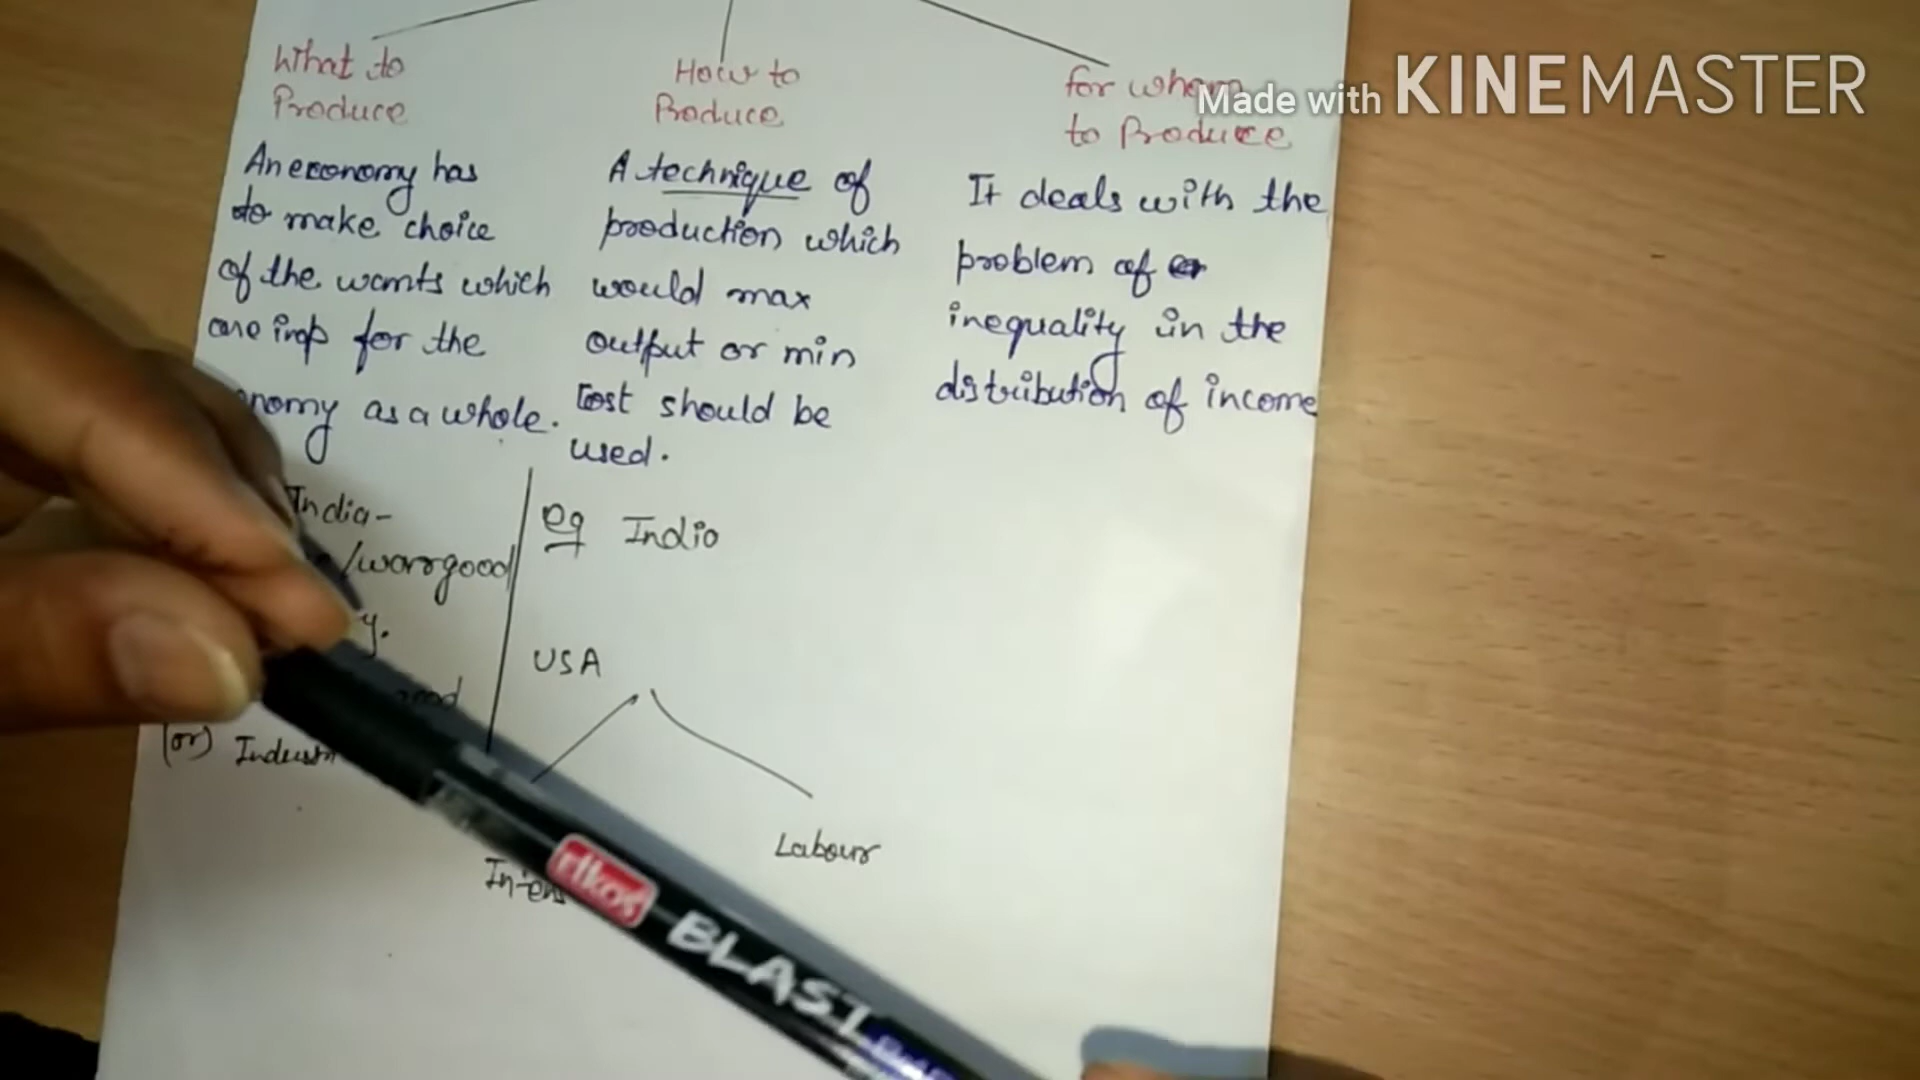 What to
Produce
An economy has
to make choice
of the wants which
are imp for the
as a whole.
India-
How to
Produce
A technique of
production which
would max
output or min
cost should be
used.
eg India
USA
Labour
for whom
to Produce
It deals with the
problem of
inequality in the
distribution of income
(or)
elkos BLAST
Made with KINEMASTER